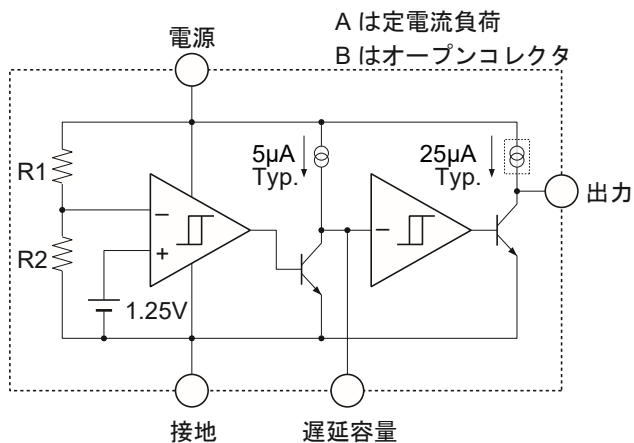 A は定電流負荷
B はオープンコレクタ
電源
R1
R2
5μA
Typ.
25μA
Typ.
−
+
−
1.25V
出力
接地
遅延容量